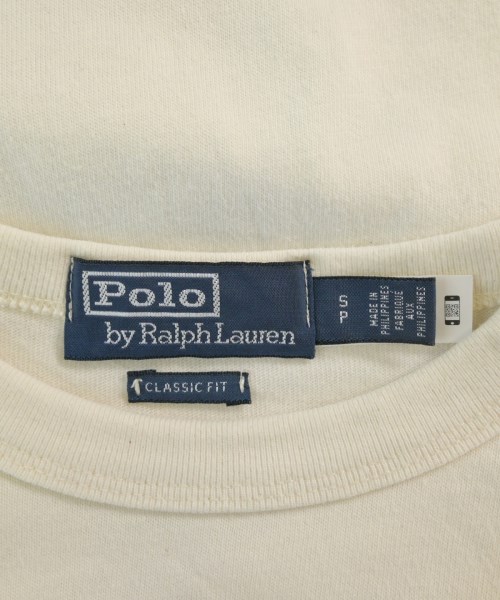 Polo
by Ralph Lauren
S
P
MADE IN
PHILIPPINES
FABRIQUÉ
AUX
PHILIPPINES
CLASSIC FIT